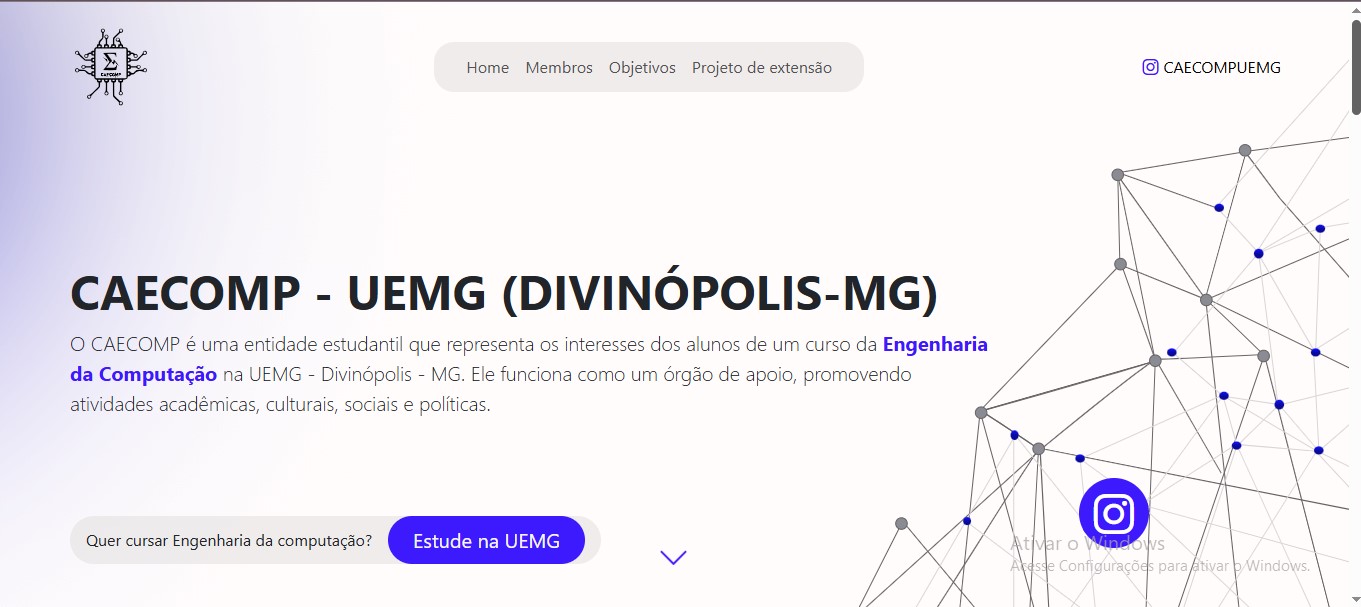 CAECOMP
Home Membros Objetivos Projeto de extensão
CAECOMPUEMG
CAECOMP - UEMG (DIVINÓPOLIS-MG)
O CAECOMP é uma entidade estudantil que representa os interesses dos alunos de um curso da Engenharia
da Computação na UEMG - Divinópolis - MG. Ele funciona como um órgão de apoio, promovendo
atividades acadêmicas, culturais, sociais e políticas.
Quer cursar Engenharia da computação? Estude na UEMG
Ativar o Windows
Acesse Configurações para ativar o Windows.